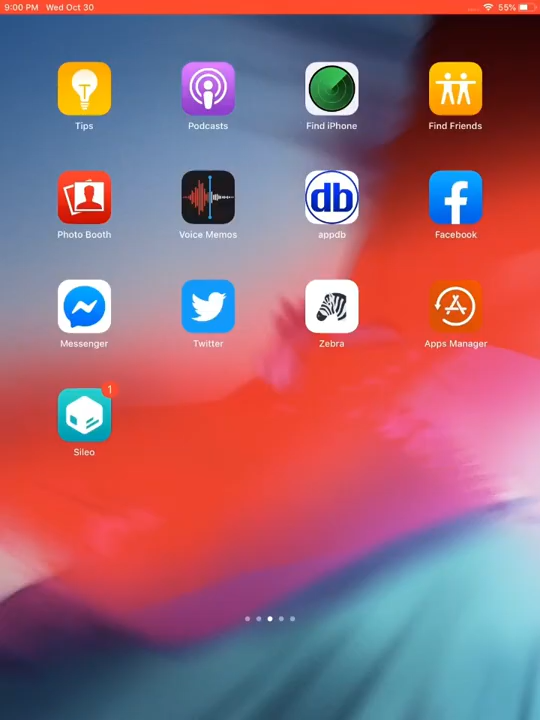 9:00 PM Wed Oct 30 55%
Tips Podcasts Find iPhone Find Friends
db
Photo Booth Voice Memos appdb Facebook
Messenger Twitter Zebra Apps Manager
1
Sileo